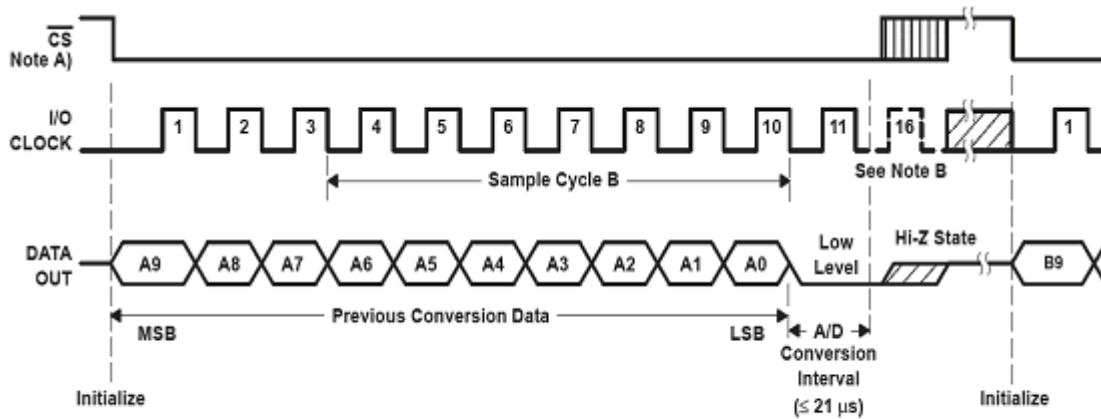 CS
Note A)
I/O
CLOCK
1 2 3 4 5 6 7 8 9 10 11 16 1
Sample Cycle B
See Note B
DATA
OUT
A9 A8 A7 A6 A5 A4 A3 A2 A1 A0
Low
Level
Hi-Z State
B9
Previous Conversion Data
MSB
LSB
A/D
Conversion
Interval
(≤ 21 μs)
Initialize
Initialize